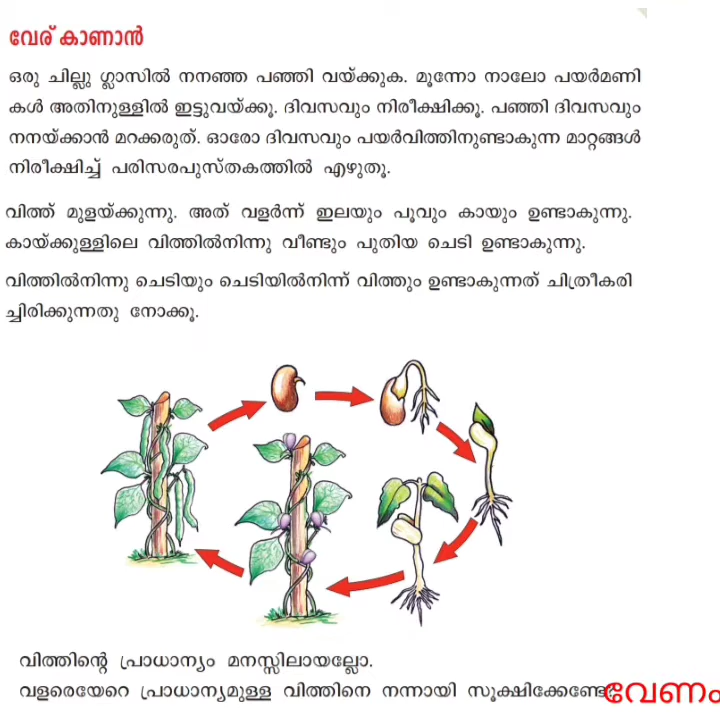 വേര് കാണാൻ
ഒരു ചില്ലു ഗ്ലാസിൽ നനഞ്ഞ പഞ്ഞി വയ്ക്കുക. മൂന്നോ നാലോ പയർമണി
കൾ അതിനുള്ളിൽ ഇട്ടുവയ്ക്കൂ. ദിവസവും നിരീക്ഷിക്കൂ. പഞ്ഞി ദിവസവും
നനയ്ക്കാൻ മറക്കരുത്. ഓരോ ദിവസവും പയർവിത്തിനുണ്ടാകുന്ന മാറ്റങ്ങൾ
നിരീക്ഷിച്ച് പരിസരപുസ്തകത്തിൽ എഴുതൂ.
വിത്ത് മുളയ്ക്കുന്നു. അത് വളർന്ന് ഇലയും പൂവും കായും ഉണ്ടാകുന്നു.
കായ്ക്കുള്ളിലെ വിത്തിൽനിന്നു വീണ്ടും പുതിയ ചെടി ഉണ്ടാകുന്നു.
വിത്തിൽനിന്നു ചെടിയും ചെടിയിൽനിന്ന് വിത്തും ഉണ്ടാകുന്നത് ചിത്രീകരി
ച്ചിരിക്കുന്നതു നോക്കൂ.
വിത്തിന്റെ പ്രാധാന്യം മനസ്സിലായല്ലോ.
വളരെയേറെ പ്രാധാന്യമുള്ള വിത്തിനെ നന്നായി സൂക്ഷിക്കേണ്ടേ? വേണം